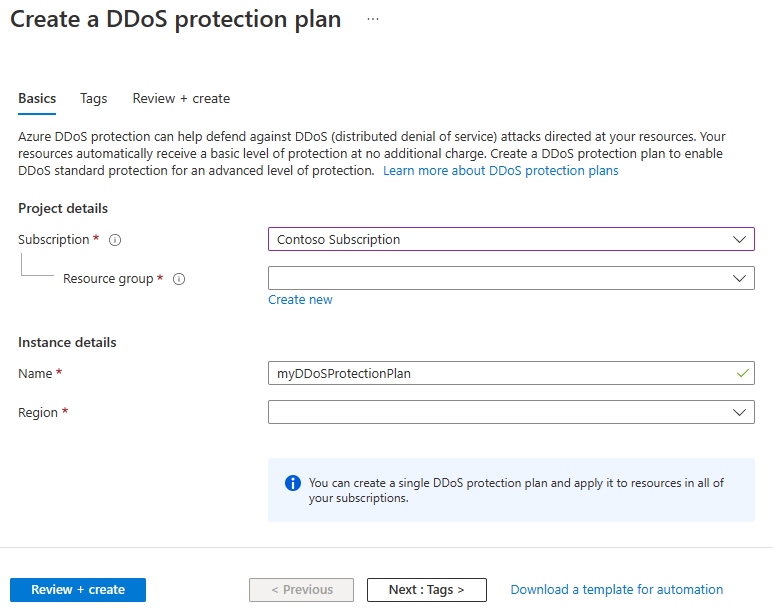 Create a DDoS protection plan ...
Basics Tags Review + create
Azure DDoS protection can help defend against DDoS (distributed denial of service) attacks directed at your resources. Your
resources automatically receive a basic level of protection at no additional charge. Create a DDoS protection plan to enable
DDoS standard protection for an advanced level of protection. Learn more about DDoS protection plans
Project details
Subscription * Contoso Subscription
Resource group *
Create new
Instance details
Name * myDDoSProtectionPlan
Region *
You can create a single DDoS protection plan and apply it to resources in all of
your subscriptions.
Review + create < Previous Next : Tags > Download a template for automation